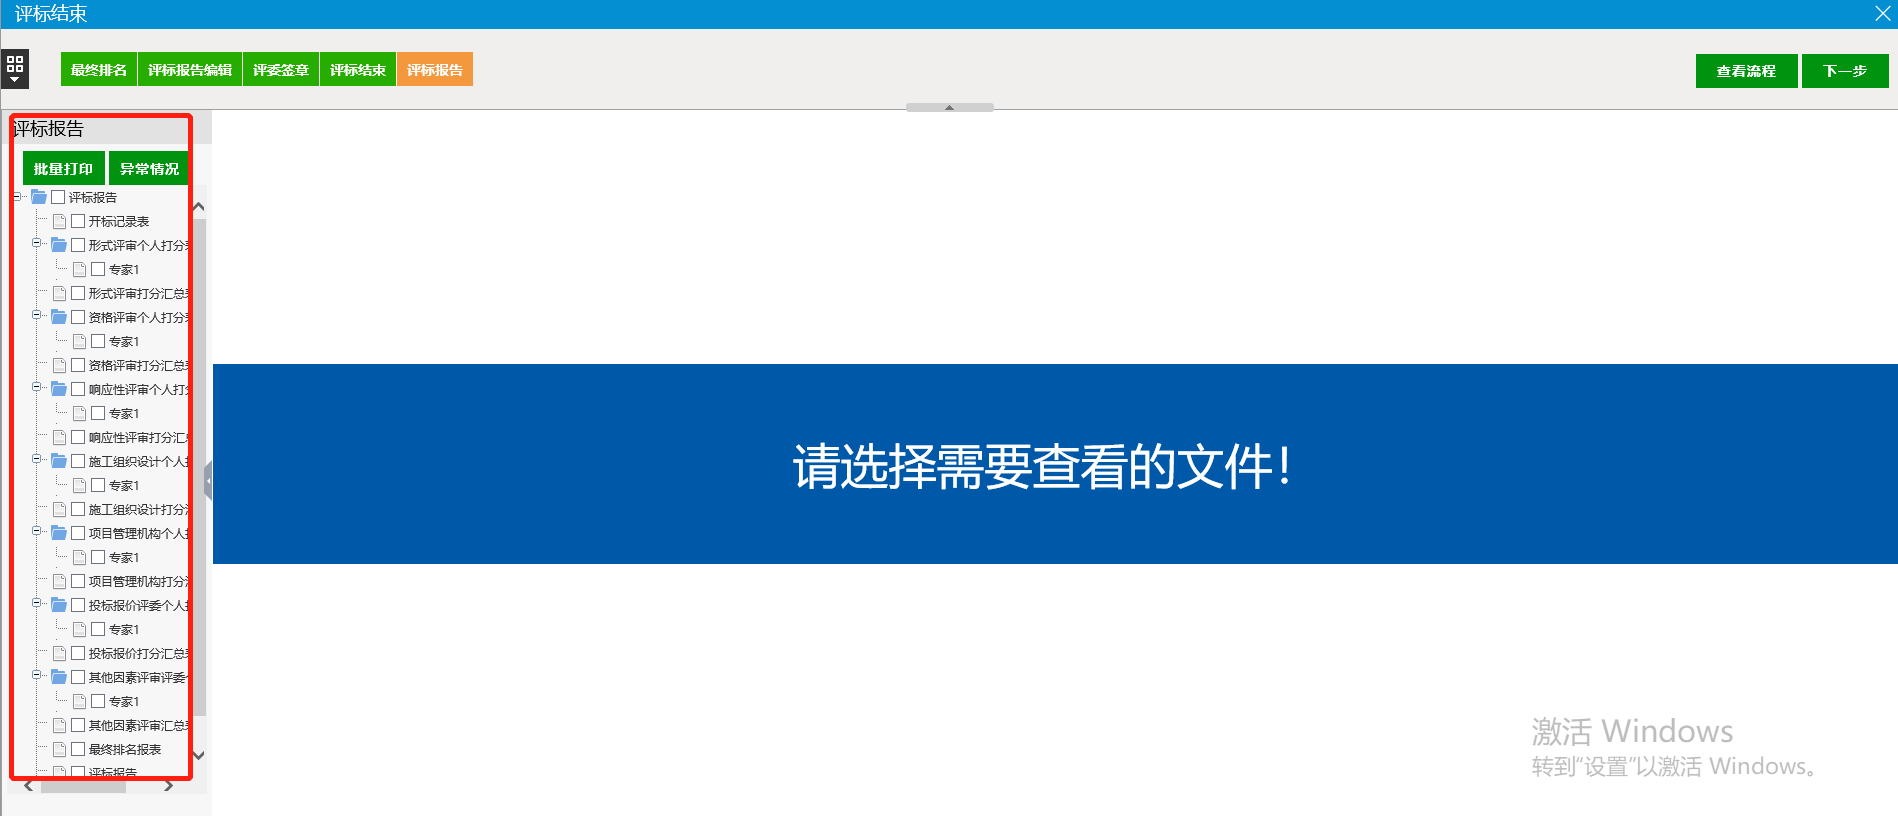 评标结束
最终排名 评标报告编辑 评委签章 评标结束 评标报告
查看流程 下一步
评标报告
批量打印 异常情况
评标报告
开标记录表
形式评审个人打分
专家1
形式评审打分汇总
资格评审个人打分
专家1
资格评审打分汇总
响应性评审个人打
专家1
响应性评审打分汇
施工组织设计个人
专家1
施工组织设计打分
项目管理机构个人
专家1
项目管理机构打分
投标报价评委个人
专家1
投标报价打分汇总
其他因素评审评委
专家1
其他因素评审汇总
最终排名报表
评标报告
请选择需要查看的文件！
激活 Windows
转到“设置”以激活 Windows。